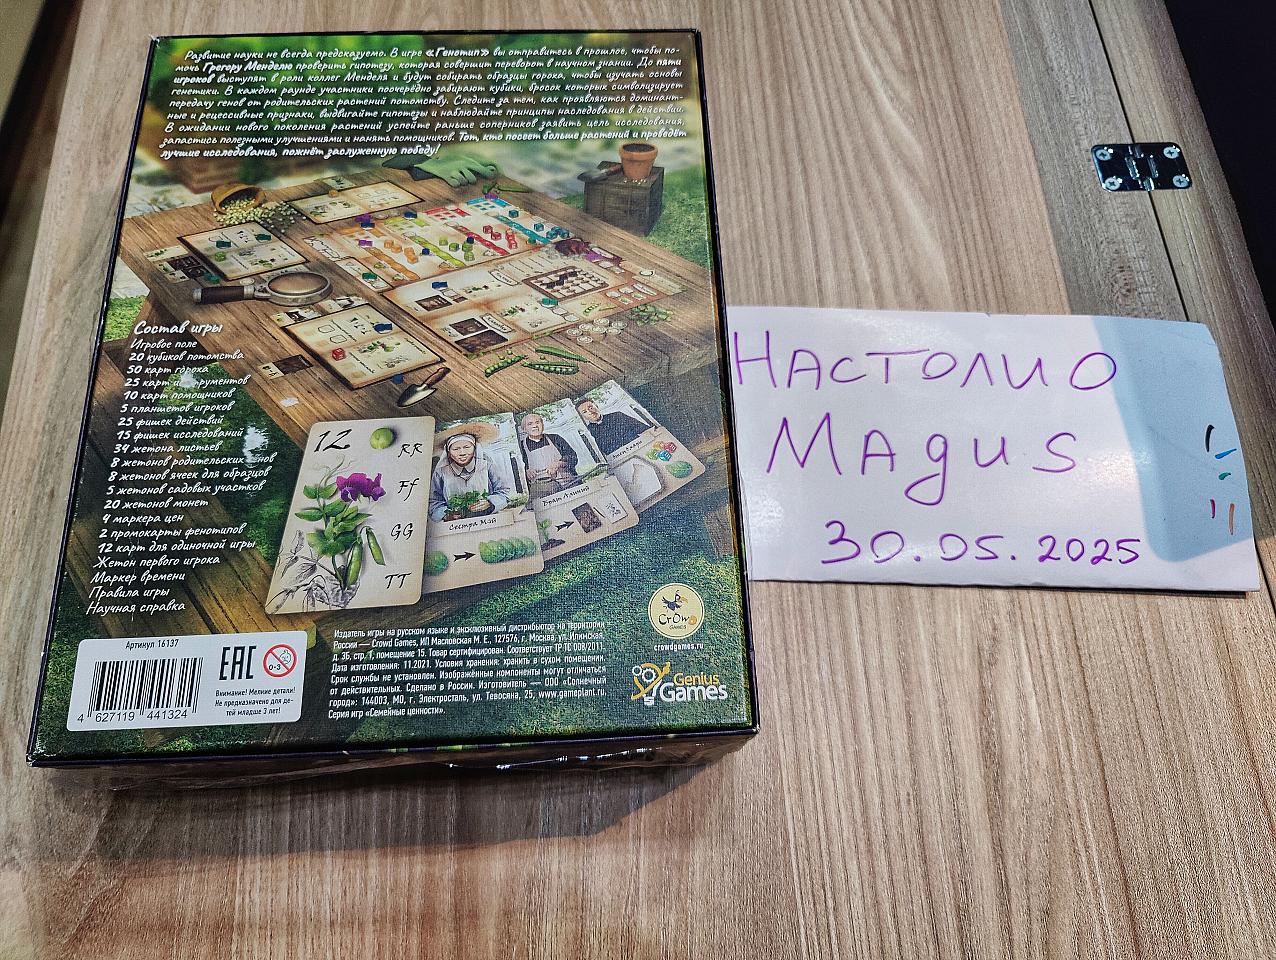 Развитие науки не всегда предсказуемо. В игре «Генотип» вы отправитесь в прошлое, чтобы по-
мочь Грегору Менделю проверить гипотезу, которая совершит переворот в научном знании. До пяти
игроков выступят в роли коллег Менделя и будут собирать образцы гороха, чтобы изучать основы
генетики. В каждом раунде участники поочерёдно забирают кубики, бросок которых символизирует
передачу генов от родительских растений потомству. Следите за тем, как проявляются доминант-
ные и рецессивные признаки, выдвигайте гипотезы и наблюдайте принципы наследования в действии.
В ожидании нового поколения растений успейте раньше соперников заявить цель исследования,
запастись полезными улучшениями и нанять помощников. Тот, кто посеет больше растений и проведёт
лучшие исследования, пожнёт заслуженную победу!
Состав игры
Игровое поле
20 кубиков потомства
50 карт гороха
25 карт инструментов
10 карт помощников
5 планшетов игроков
25 фишек действий
15 фишек исследований
34 жетона листьев
8 жетонов родительских генов
8 жетонов ячеек для образцов
5 жетонов садовых участков
20 жетонов монет
4 маркера цен
2 промокарты фенотипов
12 карт для одиночной игры
Жетон первого игрока
Маркер времени
Правила игры
Научная справка
12
RR
Ff
GG
TT
Сестра Мэй
Брат Алиний
Артикул 16137
4 627119 441324
EAC
0-3
Внимание! Мелкие детали!
Не предназначено для де-
тей младше 3 лет!
Издатель игры на русском языке и эксклюзивный дистрибьютор на территории
России — Crowd Games, ИП Масловская М. Е., 127576, г. Москва, ул. Илимская,
д. 3Б, стр. 1, помещение 15. Товар сертифицирован. Соответствует ТР ТС 008/2011.
Дата изготовления: 11.2021. Условия хранения: хранить в сухом помещении.
Срок службы не установлен. Изображённые компоненты могут отличаться
от действительных. Сделано в России. Изготовитель — ООО «Солнечный
город»: 144003, МО, г. Электросталь, ул. Тевосяна, 25, www.gameplant.ru.
Серия игр «Семейные ценности».
CrOwd
GAMES
crowdgames.ru
Genius
Games
НАСТОЛИО
MAgUS
30.05.2025